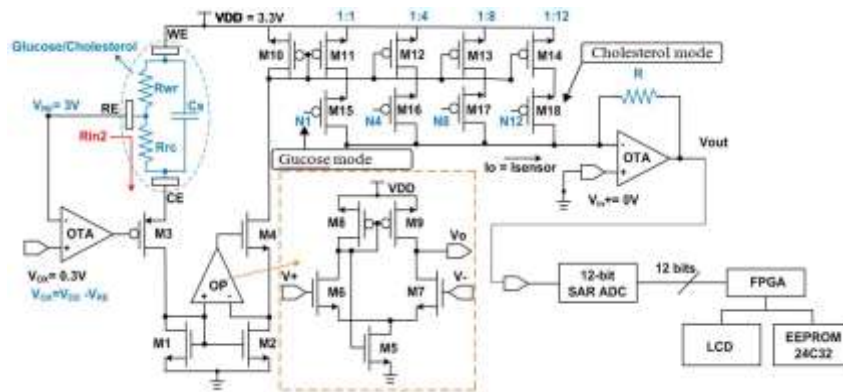 VDD = 3.3V
1:1
1:4
1:8
1:12
WE
Glucose/Cholesterol
M10
M11
M12
M13
M14
Cholesterol mode
Rwr
Cs
R
VRE= 3V
RE
M15
M16
M17
M18
N1
N4
N8
N12
Rrc
Rin2
Gucose mode
Vout
Io = Isensor
OTA
-
+
CE
VDD
Vin+= 0V
M8
M9
Vo
OTA
-
+
M3
M4
VOX= 0.3V
VOX=VDD -VRE
OP
+
-
V+
V-
M6
M7
12-bit
SAR ADC
12 bits
FPGA
M1
M2
M5
LCD
EEPROM
24C32